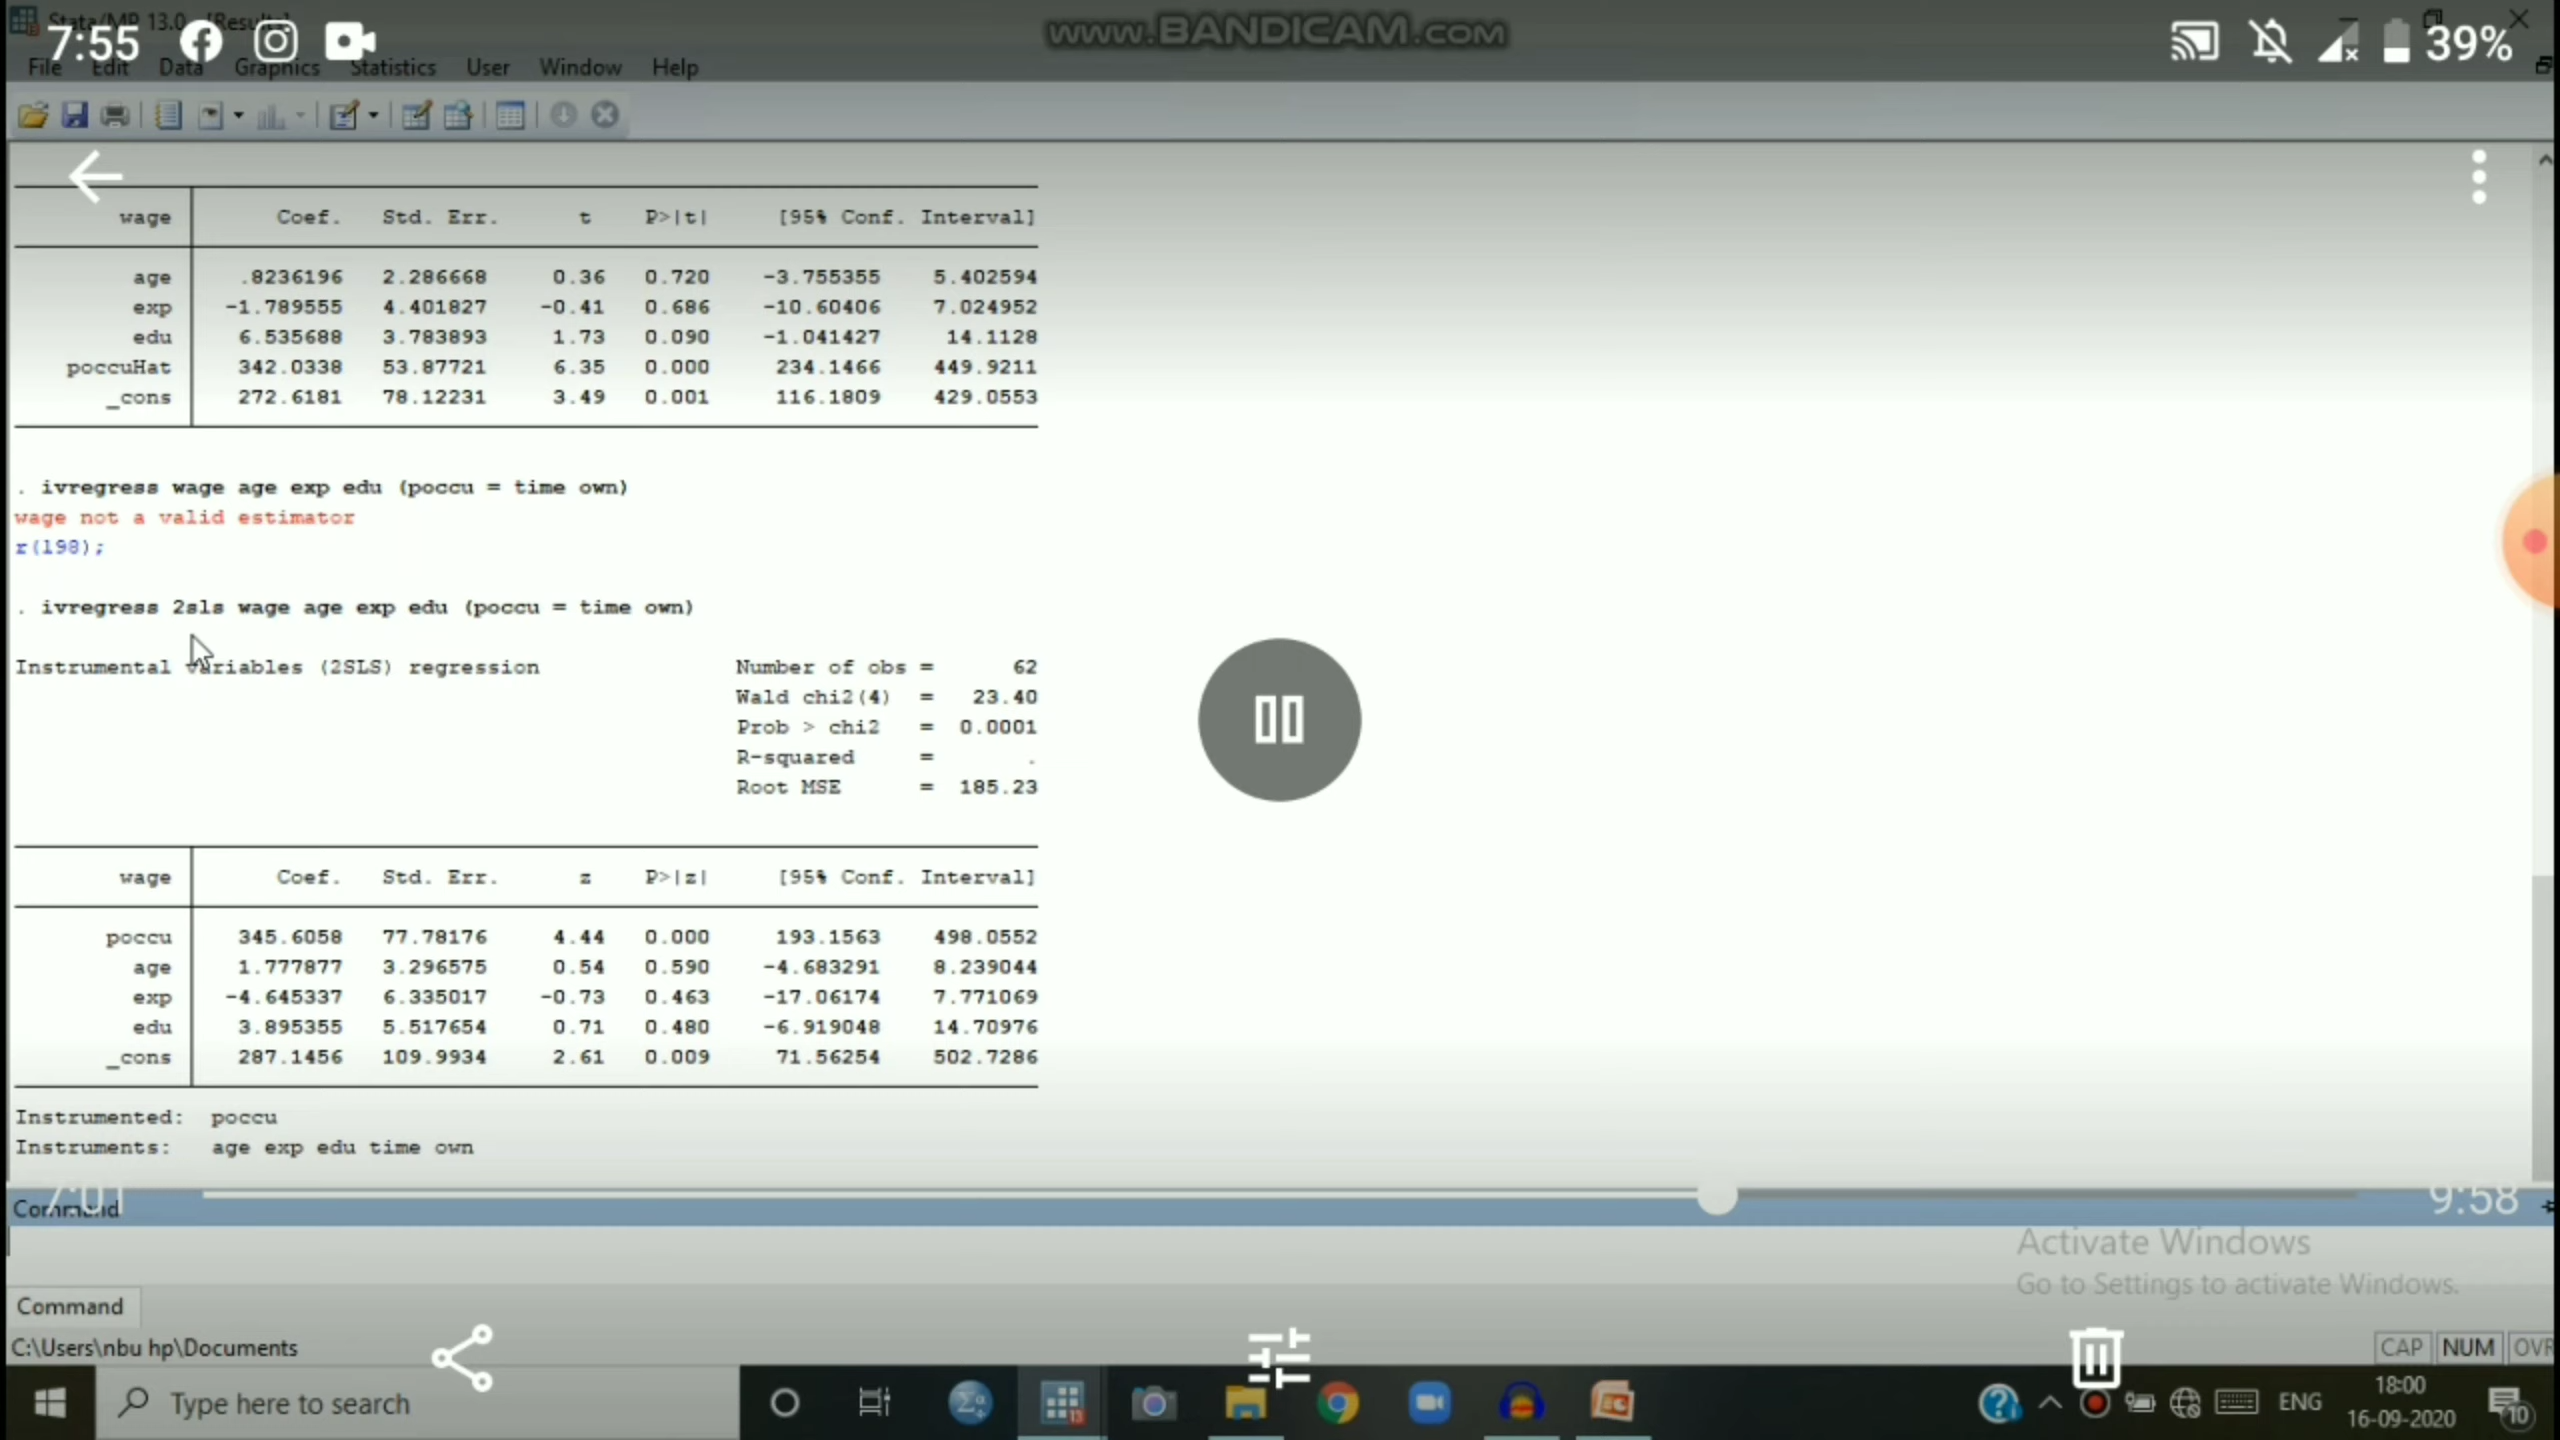 Stata/MP 13.0 [Results]
www.BANDICAM.com
7:55
39%
File Edit Data Graphics Statistics User Window Help
wage Coef. Std. Err. t P>|t| [95% Conf. Interval]
age .8236196 2.286668 0.36 0.720 -3.755355 5.402594
exp -1.789555 4.401827 -0.41 0.686 -10.60406 7.024952
edu 6.535688 3.783893 1.73 0.090 -1.041427 14.1128
poccuHat 342.0338 53.87721 6.35 0.000 234.1466 449.9211
_cons 272.6181 78.12231 3.49 0.001 116.1809 429.0553
. ivregress wage age exp edu (poccu = time own)
wage not a valid estimator
r(198);
. ivregress 2sls wage age exp edu (poccu = time own)
Instrumental variables (2SLS) regression Number of obs = 62
Wald chi2(4) = 23.40
Prob > chi2 = 0.0001
R-squared = .
Root MSE = 185.23
wage Coef. Std. Err. z P>|z| [95% Conf. Interval]
poccu 345.6058 77.78176 4.44 0.000 193.1563 498.0552
age 1.777877 3.296575 0.54 0.590 -4.683291 8.239044
exp -4.645337 6.335017 -0.73 0.463 -17.06174 7.771069
edu 3.895355 5.517654 0.71 0.480 -6.919048 14.70976
_cons 287.1456 109.9934 2.61 0.009 71.56254 502.7286
Instrumented: poccu
Instruments: age exp edu time own
7:01
9:58
Command
Activate Windows
Go to Settings to activate Windows.
Command
C:\Users\nbu hp\Documents
CAP NUM OVR
Type here to search
13
ENG
18:00
16-09-2020
10